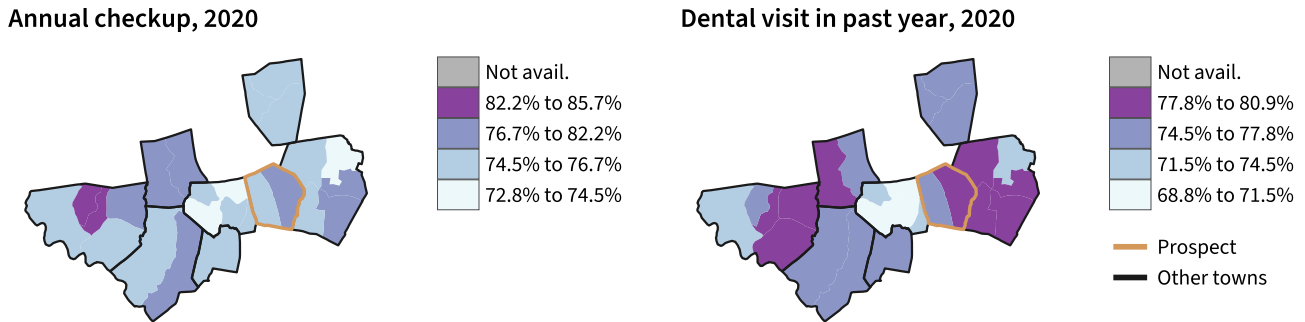 Annual checkup, 2020
Not avail.
82.2% to 85.7%
76.7% to 82.2%
74.5% to 76.7%
72.8% to 74.5%
Dental visit in past year, 2020
Not avail.
77.8% to 80.9%
74.5% to 77.8%
71.5% to 74.5%
68.8% to 71.5%
Prospect
Other towns